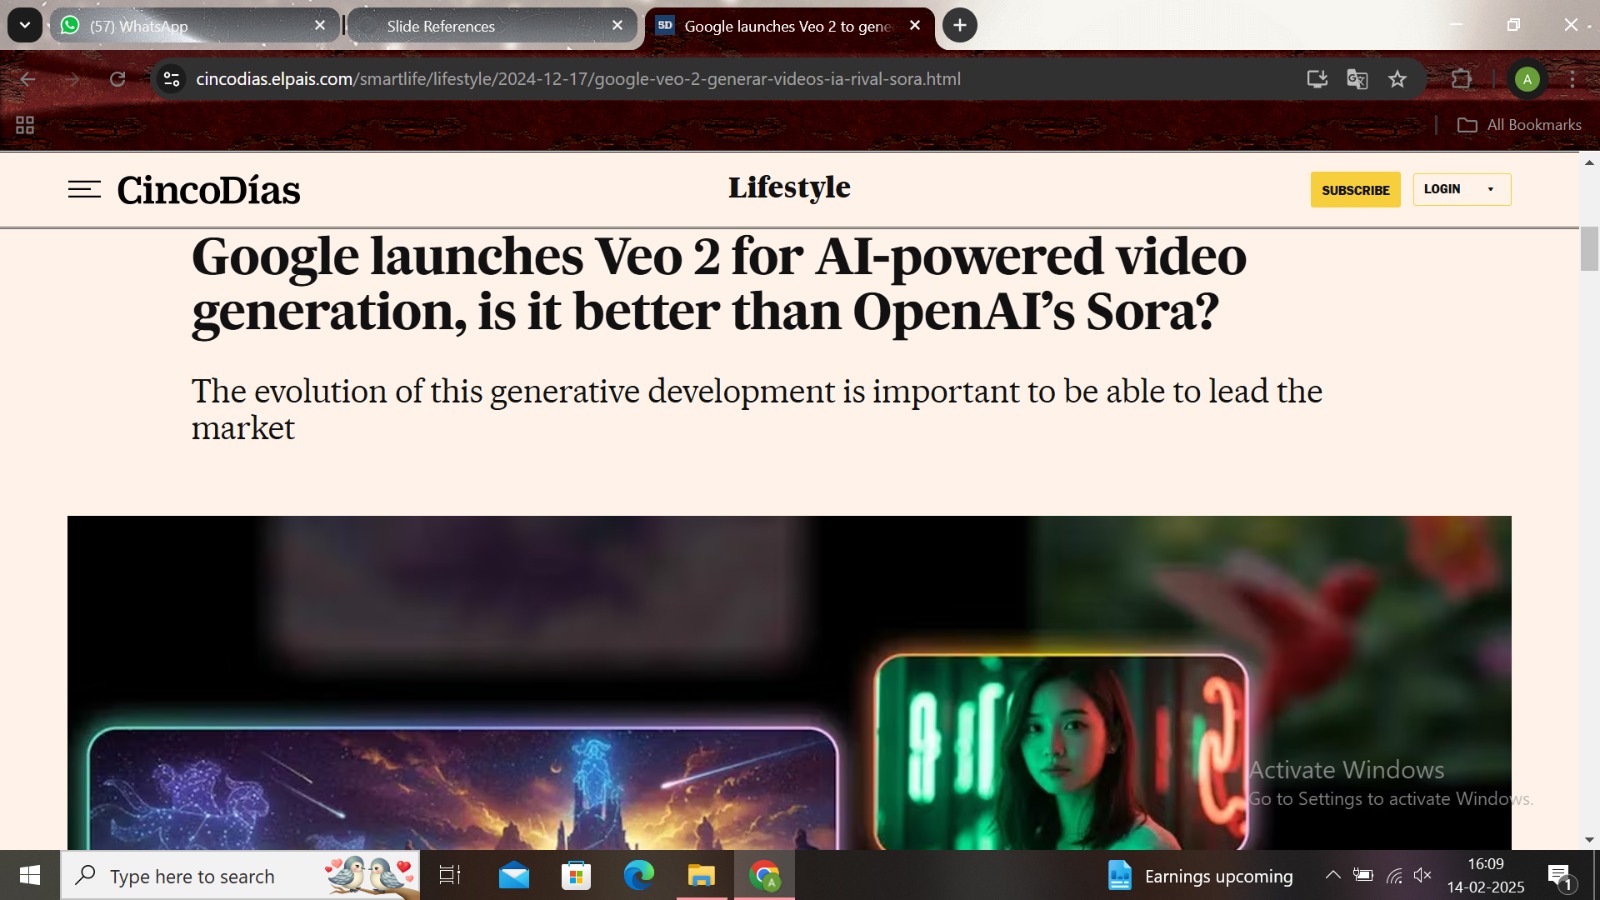 (57) WhatsApp
Slide References
5D
Google launches Veo 2 to gene
cincodias.elpais.com/smartlife/lifestyle/2024-12-17/google-veo-2-generar-videos-ia-rival-sora.html
A
All Bookmarks
CincoDías
Lifestyle
SUBSCRIBE
LOGIN
Google launches Veo 2 for AI-powered video
generation, is it better than OpenAI’s Sora?
The evolution of this generative development is important to be able to lead the
market
Activate Windows
Go to Settings to activate Windows.
Type here to search
A
Earnings upcoming
16:09
14-02-2025
1